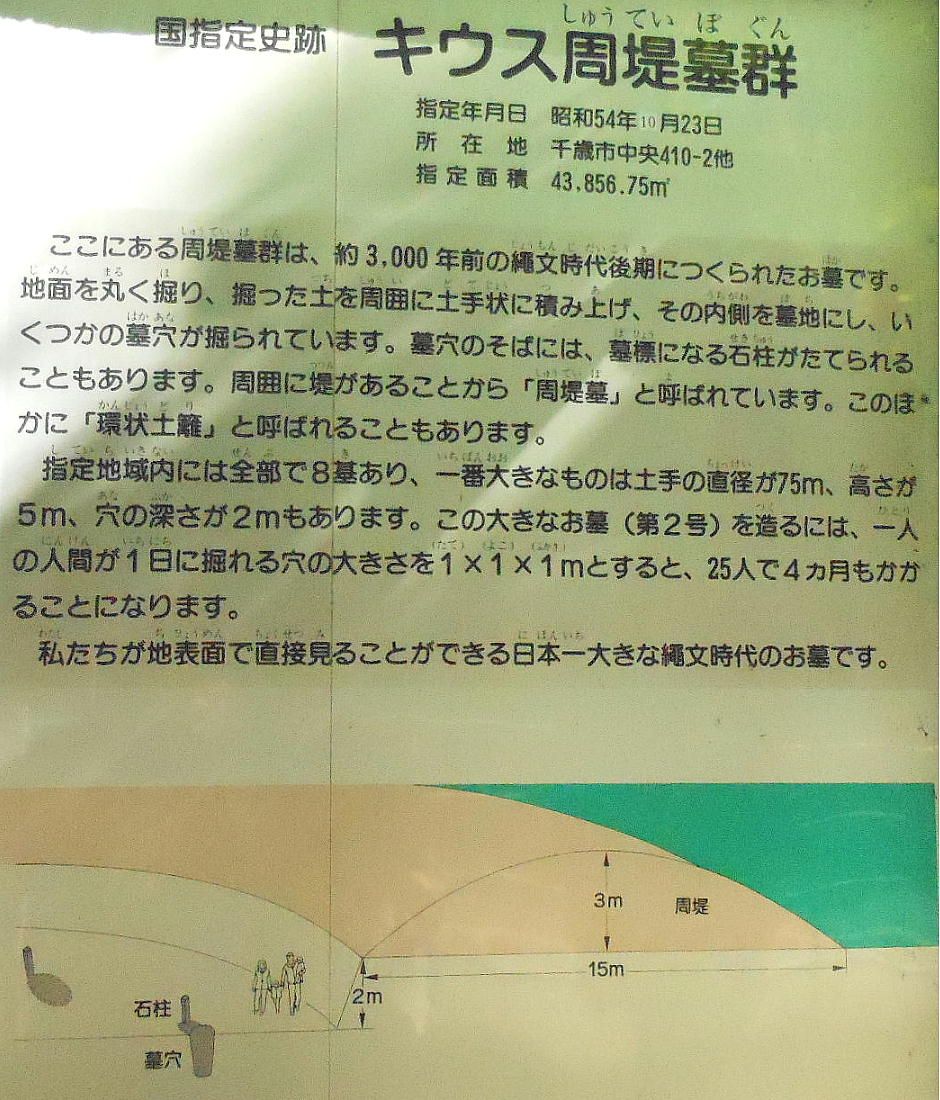 国指定史跡
しゅう てい ぼ ぐん
キウス周堤墓群
指定年月日 昭和54年10月23日
所在地 千歳市中央410-2他
指定面積 43,856.75㎡
ここにある周堤墓群は、約3,000年前の縄文時代後期につくられたお墓です。
地面を丸く掘り、掘った土を周囲に土手状に積み上げ、その内側を墓地にし、い
くつかの墓穴が掘られています。墓穴のそばには、墓標になる石柱がたてられる
こともあります。周囲に堤があることから「周堤墓」と呼ばれています。このほ
かに「環状土籬」と呼ばれることもあります。
指定地域内には全部で8基あり、一番大きなものは土手の直径が75m、高さが
5m、穴の深さが2mもあります。この大きなお墓（第2号）を造るには、一人
の人間が1日に掘れる穴の大きさを1×1×1mとすると、25人で4カ月もかか
ることになります。
私たちが地表面で直接見ることができる日本一大きな縄文時代のお墓です。
3m
周堤
15m
2m
石柱
墓穴